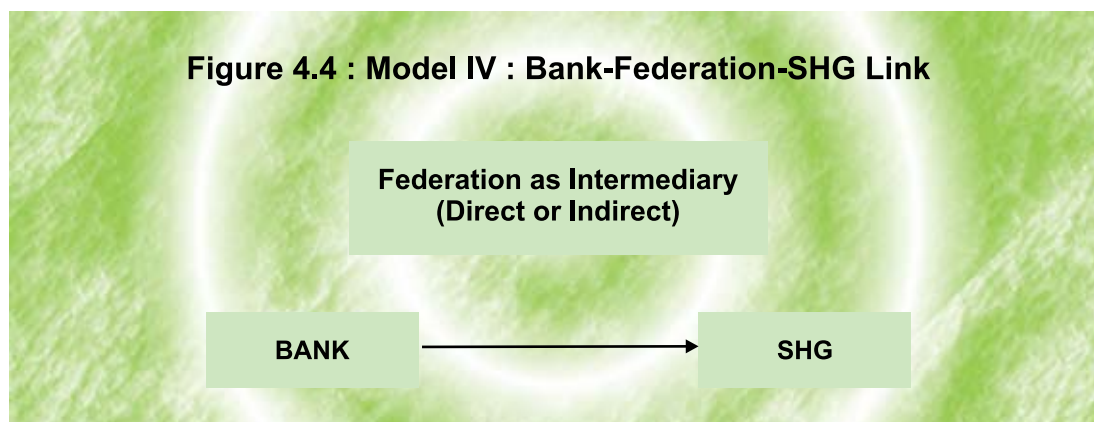 Figure 4.4 : Model IV : Bank-Federation-SHG Link
Federation as Intermediary
(Direct or Indirect)
BANK
SHG